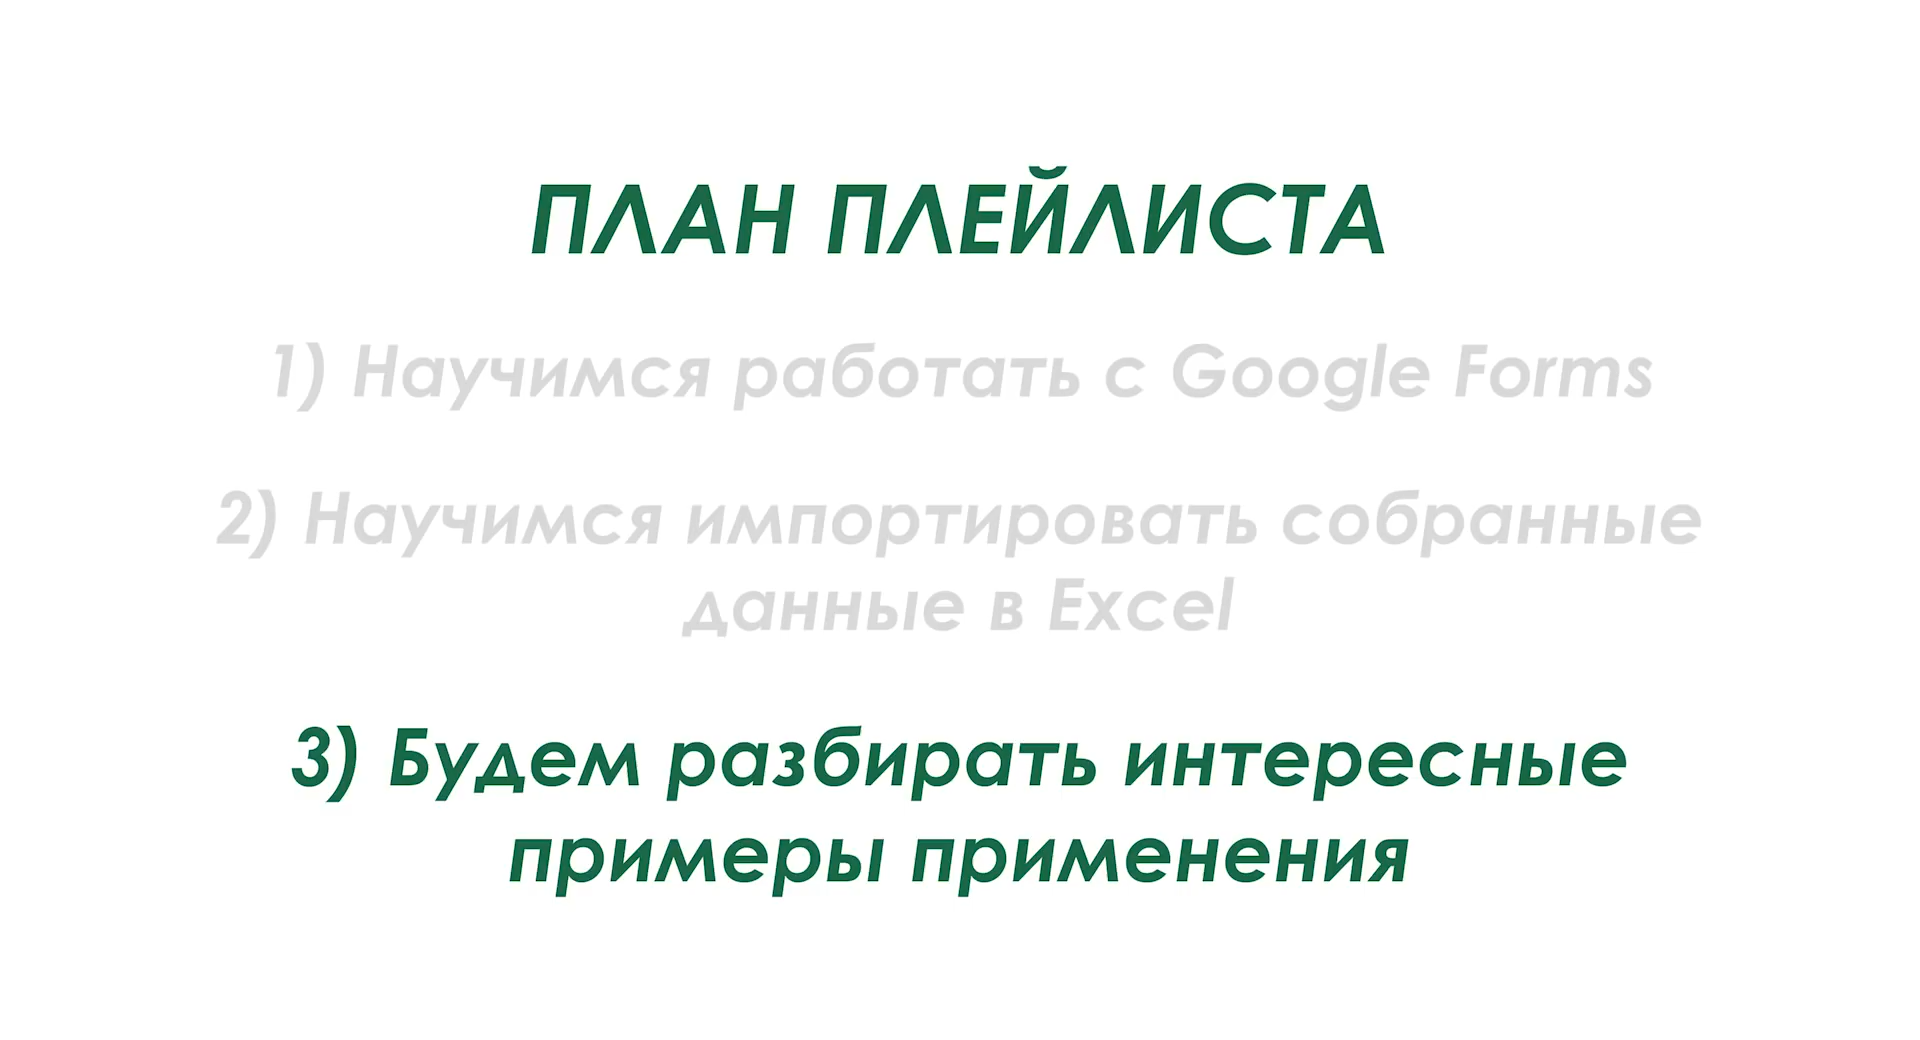 ПЛАН ПЛЕЙЛИСТА
1) Научимся работать с Google Forms
2) Научимся импортировать собранные
данные в Excel
3) Будем разбирать интересные
примеры применения